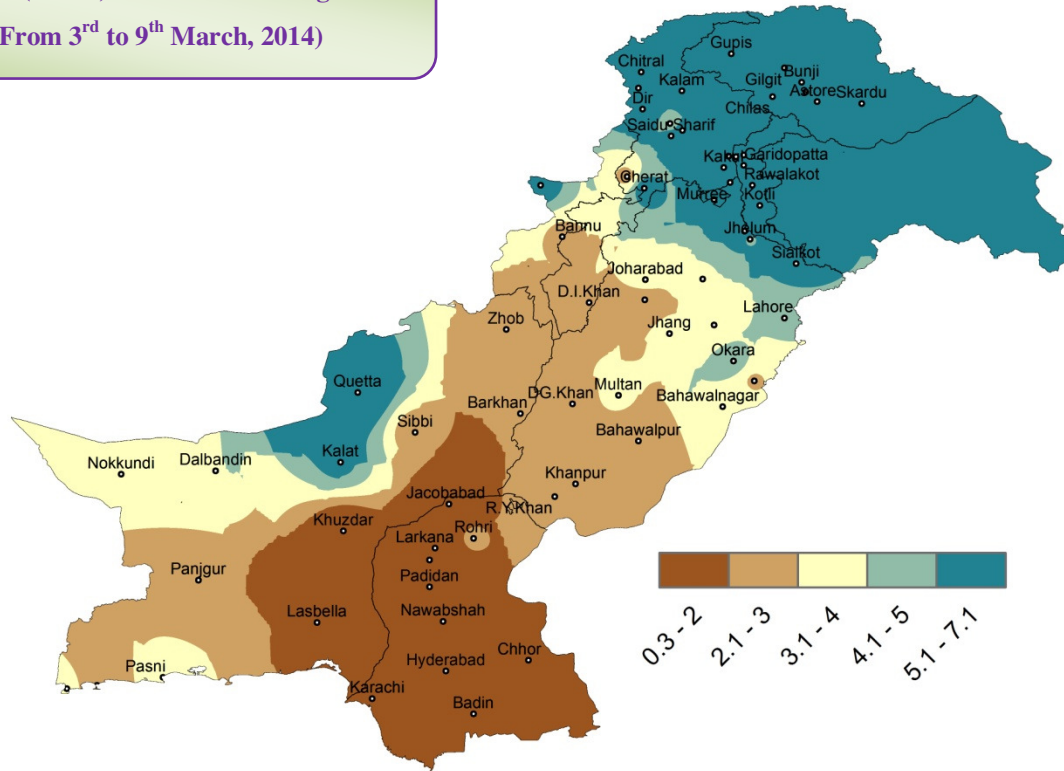 From 3rd to 9th March, 2014)
Gupis
Chitral
Kalam
Gilgit
Bunji
Dir
Astore
Skardu
Chilas
Saidu Sharif
Garidopatta
Cherat
Rawalakot
Murree
Kotli
Jhelum
Bannu
Sialkot
Joharabad
D.I.Khan
Lahore
Zhob
Jhang
Okara
Quetta
DG.Khan
Multan
Barkhan
Bahawalnagar
Sibbi
Bahawalpur
Kalat
Nokkundi
Dalbandin
Khanpur
Jacobabad
R.Y.Khan
Khuzdar
Rohri
Larkana
Panjgur
Padidan
Lasbella
Nawabshah
Chhor
Pasni
Hyderabad
Karachi
Badin
0.3 - 2
2.1 - 3
3.1 - 4
4.1 - 5
5.1 - 7.1